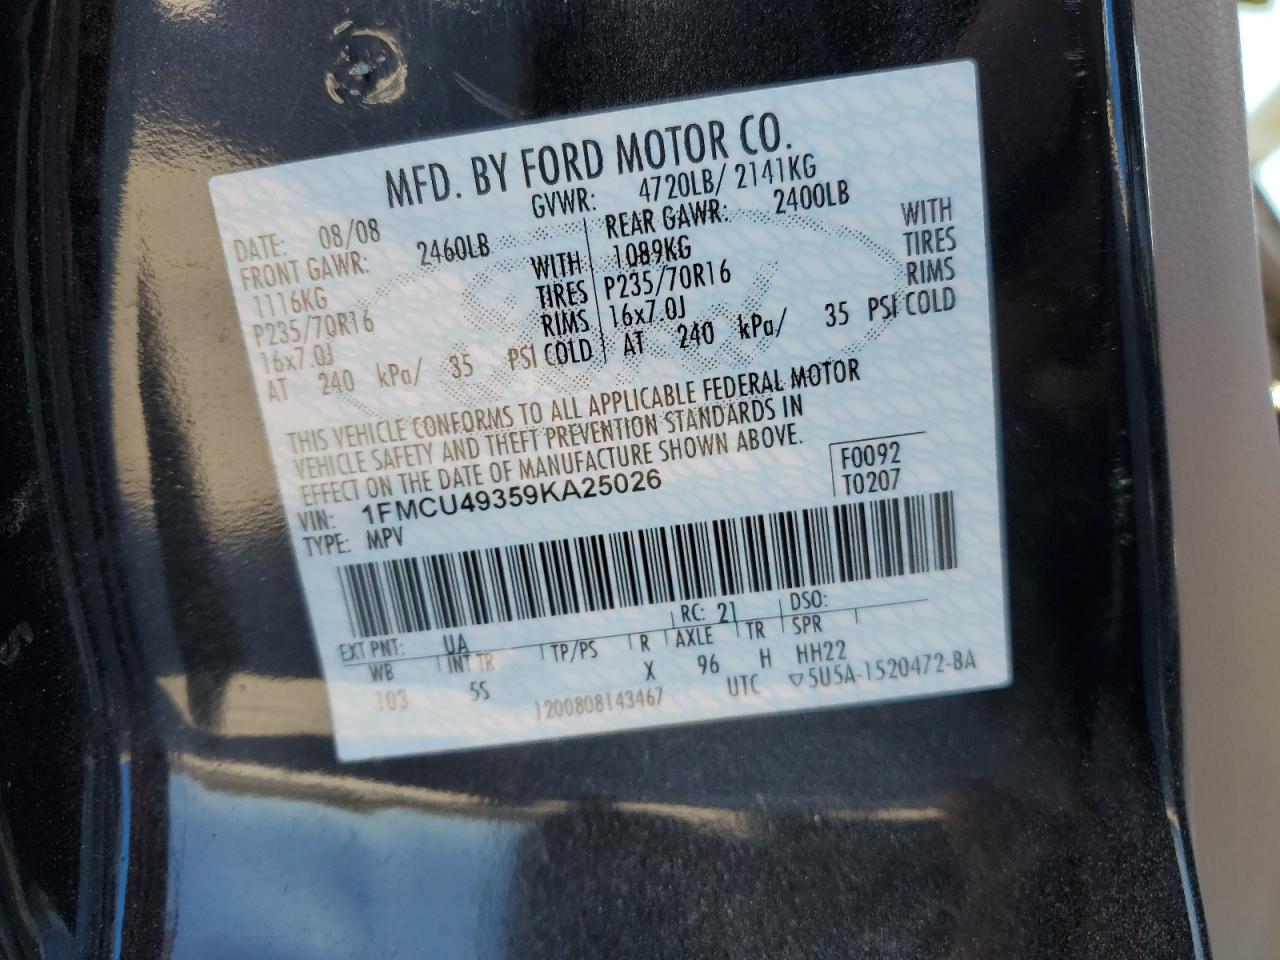 MFD. BY FORD MOTOR CO.
DATE: 08/08 GVWR: 4720LB/ 2141KG
FRONT GAWR: 2460LB REAR GAWR: 2400LB
1116KG WITH 1089KG WITH
P235/70R16 TIRES P235/70R16 TIRES
16x7.0J RIMS 16x7.0J RIMS
AT 240 kPa/ 35 PSI COLD AT 240 kPa/ 35 PSI COLD
THIS VEHICLE CONFORMS TO ALL APPLICABLE FEDERAL MOTOR
VEHICLE SAFETY AND THEFT PREVENTION STANDARDS IN
EFFECT ON THE DATE OF MANUFACTURE SHOWN ABOVE.
VIN: 1FMCU49359KA25026 F0092
TYPE: MPV T0207
EXT PNT: UA RC: 21 DSO:
WB INT TR TP/PS R AXLE TR SPR
103 5S X 96 H HH22
1200808143467 UTC ▽5U5A-1520472-BA